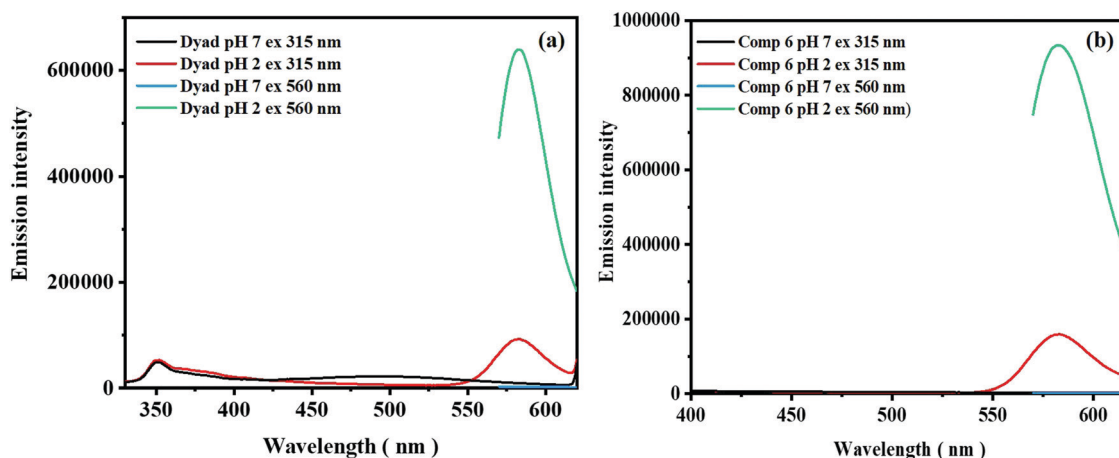 (a)
Dyad pH 7 ex 315 nm
Dyad pH 2 ex 315 nm
Dyad pH 7 ex 560 nm
Dyad pH 2 ex 560 nm
Emission intensity
600000
400000
200000
0
350
400
450
500
550
600
Wavelength ( nm )
(b)
Comp 6 pH 7 ex 315 nm
Comp 6 pH 2 ex 315 nm
Comp 6 pH 7 ex 560 nm
Comp 6 pH 2 ex 560 nm)
Emission intensity
1000000
800000
600000
400000
200000
0
400
450
500
550
600
Wavelength ( nm )